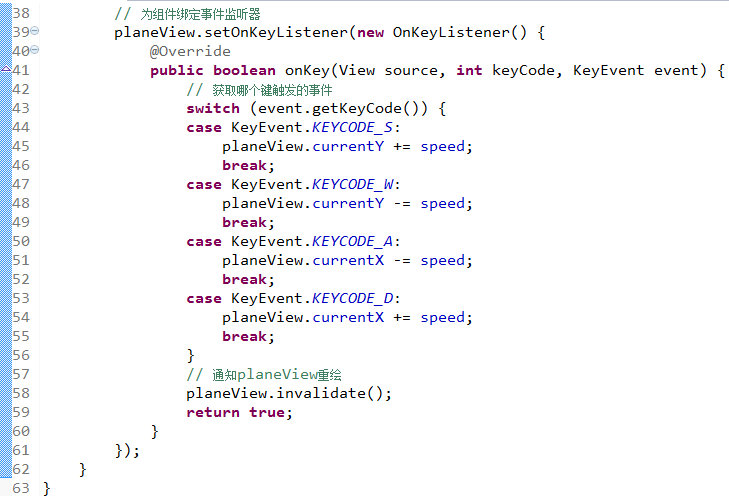 38 // 为组件绑定事件监听器
39 planeView.setOnKeyListener(new OnKeyListener() {
40 @Override
41 public boolean onKey(View source, int keyCode, KeyEvent event) {
42 // 获取哪个键触发的事件
43 switch (event.getKeyCode()) {
44 case KeyEvent.KEYCODE_S:
45 planeView.currentY += speed;
46 break;
47 case KeyEvent.KEYCODE_W:
48 planeView.currentY -= speed;
49 break;
50 case KeyEvent.KEYCODE_A:
51 planeView.currentX -= speed;
52 break;
53 case KeyEvent.KEYCODE_D:
54 planeView.currentX += speed;
55 break;
56 }
57 // 通知planeView重绘
58 planeView.invalidate();
59 return true;
60 }
61 });
62 }
63 }